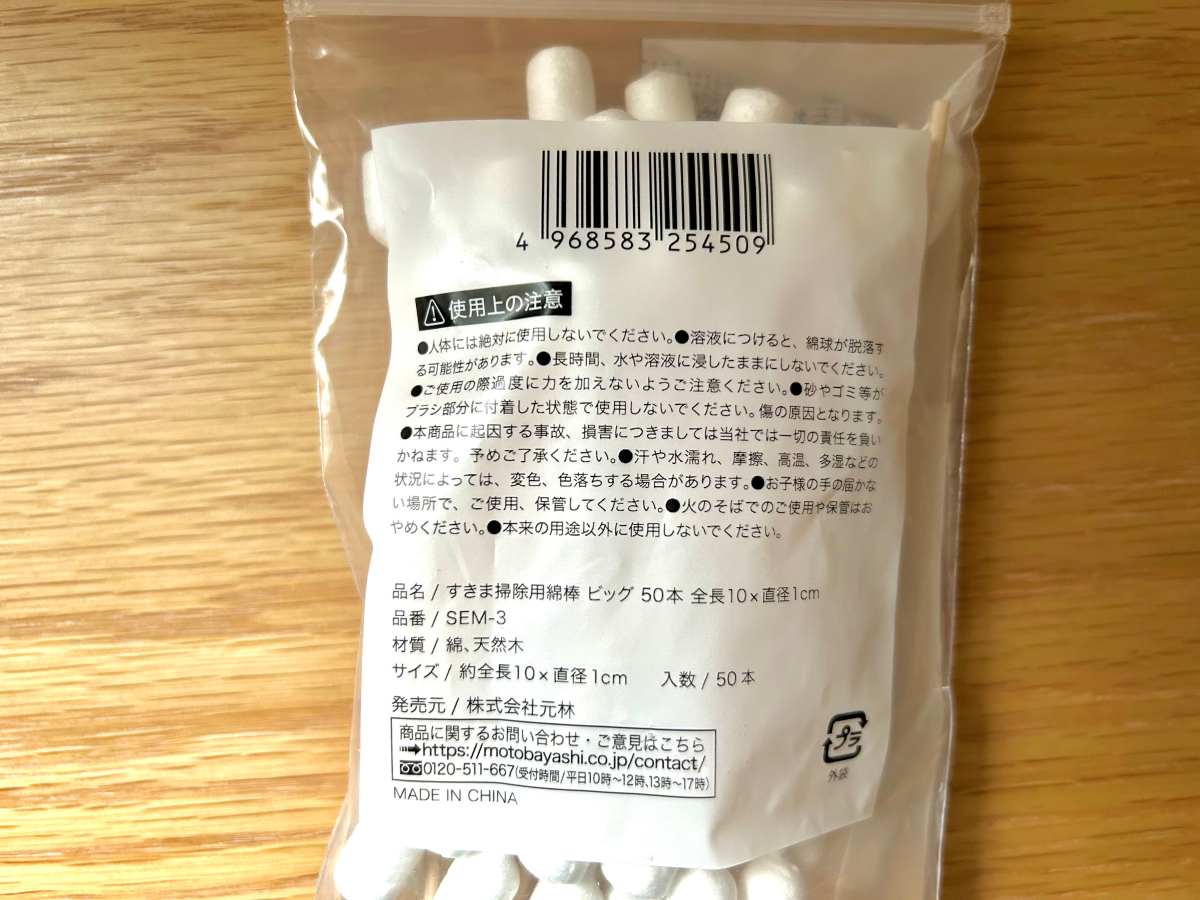 4 968583 254509
使用上の注意
●人体には絶対に使用しないでください。●溶液につけると、綿球が脱落す
る可能性があります。●長時間、水や溶液に浸したままにしないでください。
●ご使用の際過度に力を加えないようご注意ください。●砂やゴミ等が
ブラシ部分に付着した状態で使用しないでください。傷の原因となります。
●本商品に起因する事故、損害につきましては当社では一切の責任を負い
かねます。予めご了承ください。●汗や水濡れ、摩擦、高温、多湿などの
状況によっては、変色、色落ちする場合があります。●お子様の手の届かな
い場所で、ご使用、保管してください。●火のそばでのご使用や保管はお
やめください。●本来の用途以外に使用しないでください。
品名 / すきま掃除用綿棒 ビッグ 50本 全長10×直径1cm
品番 / SEM-3
材質 / 綿、天然木
サイズ / 約全長10×直径1cm 入数 / 50本
発売元 / 株式会社元林
商品に関するお問い合わせ・ご意見はこちら
https://motobayashi.co.jp/contact/
0120-511-667(受付時間/平日10時〜12時、13時〜17時)
MADE IN CHINA
プラ
外袋